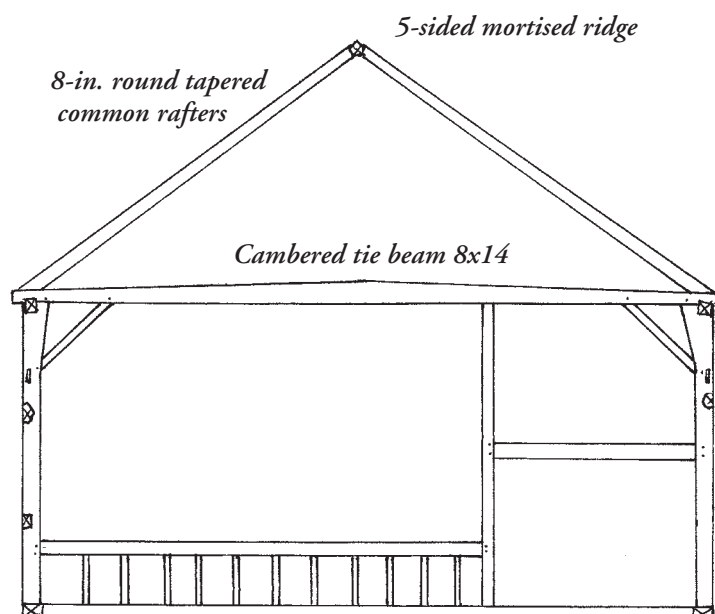 5-sided mortised ridge
8-in. round tapered
common rafters
Cambered tie beam 8x14